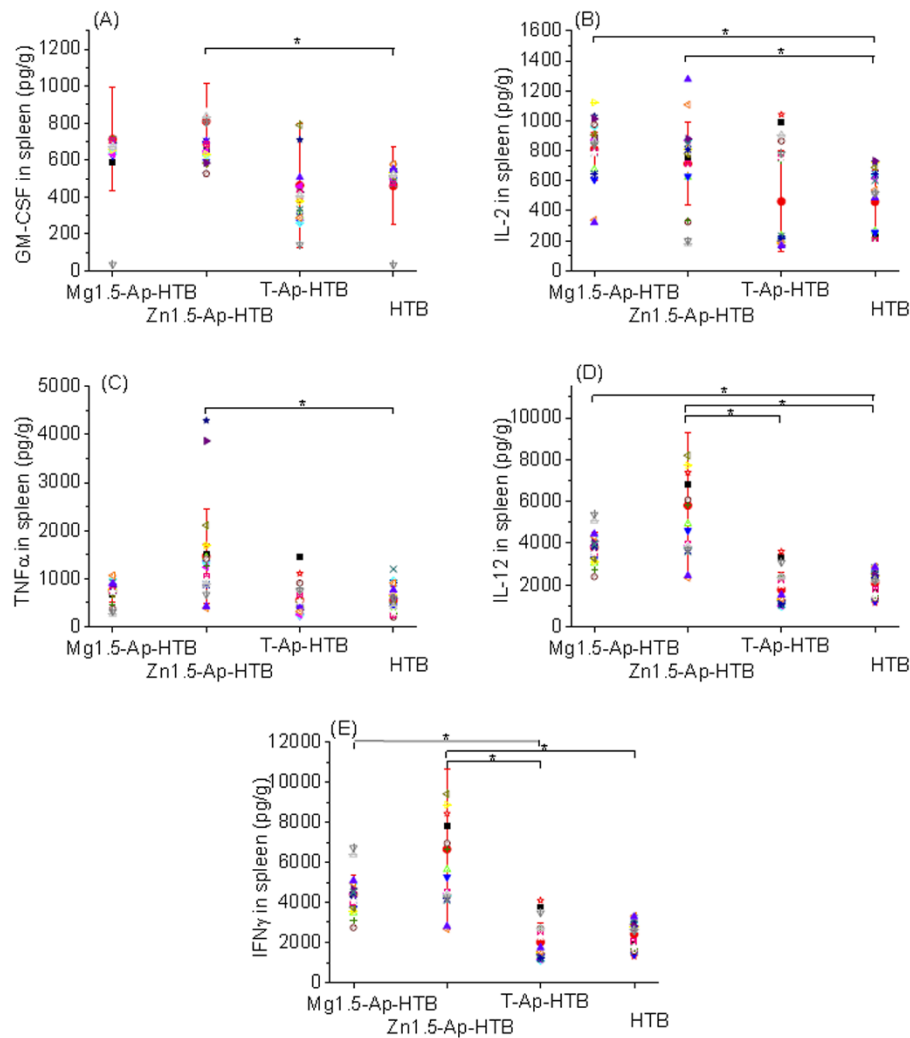 (A)
*
GM-CSF in spleen (pg/g)
1200
1000
800
600
400
200
0
Mg1.5-Ap-HTB
Zn1.5-Ap-HTB
T-Ap-HTB
HTB
(B)
*
*
IL-2 in spleen (pg/g)
1600
1400
1200
1000
800
600
400
200
0
Mg1.5-Ap-HTB
Zn1.5-Ap-HTB
T-Ap-HTB
HTB
(C)
*
TNFα in spleen (pg/g)
5000
4000
3000
2000
1000
0
Mg1.5-Ap-HTB
Zn1.5-Ap-HTB
T-Ap-HTB
HTB
(D)
*
*
*
IL-12 in spleen (pg/g)
10000
8000
6000
4000
2000
0
Mg1.5-Ap-HTB
Zn1.5-Ap-HTB
T-Ap-HTB
HTB
(E)
*
*
*
IFNγ in spleen (pg/g)
12000
10000
8000
6000
4000
2000
0
Mg1.5-Ap-HTB
Zn1.5-Ap-HTB
T-Ap-HTB
HTB